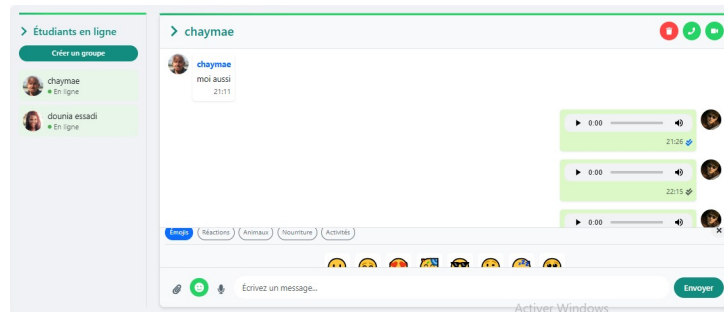 Étudiants en ligne
Créer un groupe
chaymae
En ligne
dounia essadi
En ligne
chaymae
chaymae
moi aussi
21:11
0:00
21:26
0:00
22:15
0:00
Émojis Réactions Animaux Nourriture Activités
Écrivez un message...
Envoyer
Activer Windows